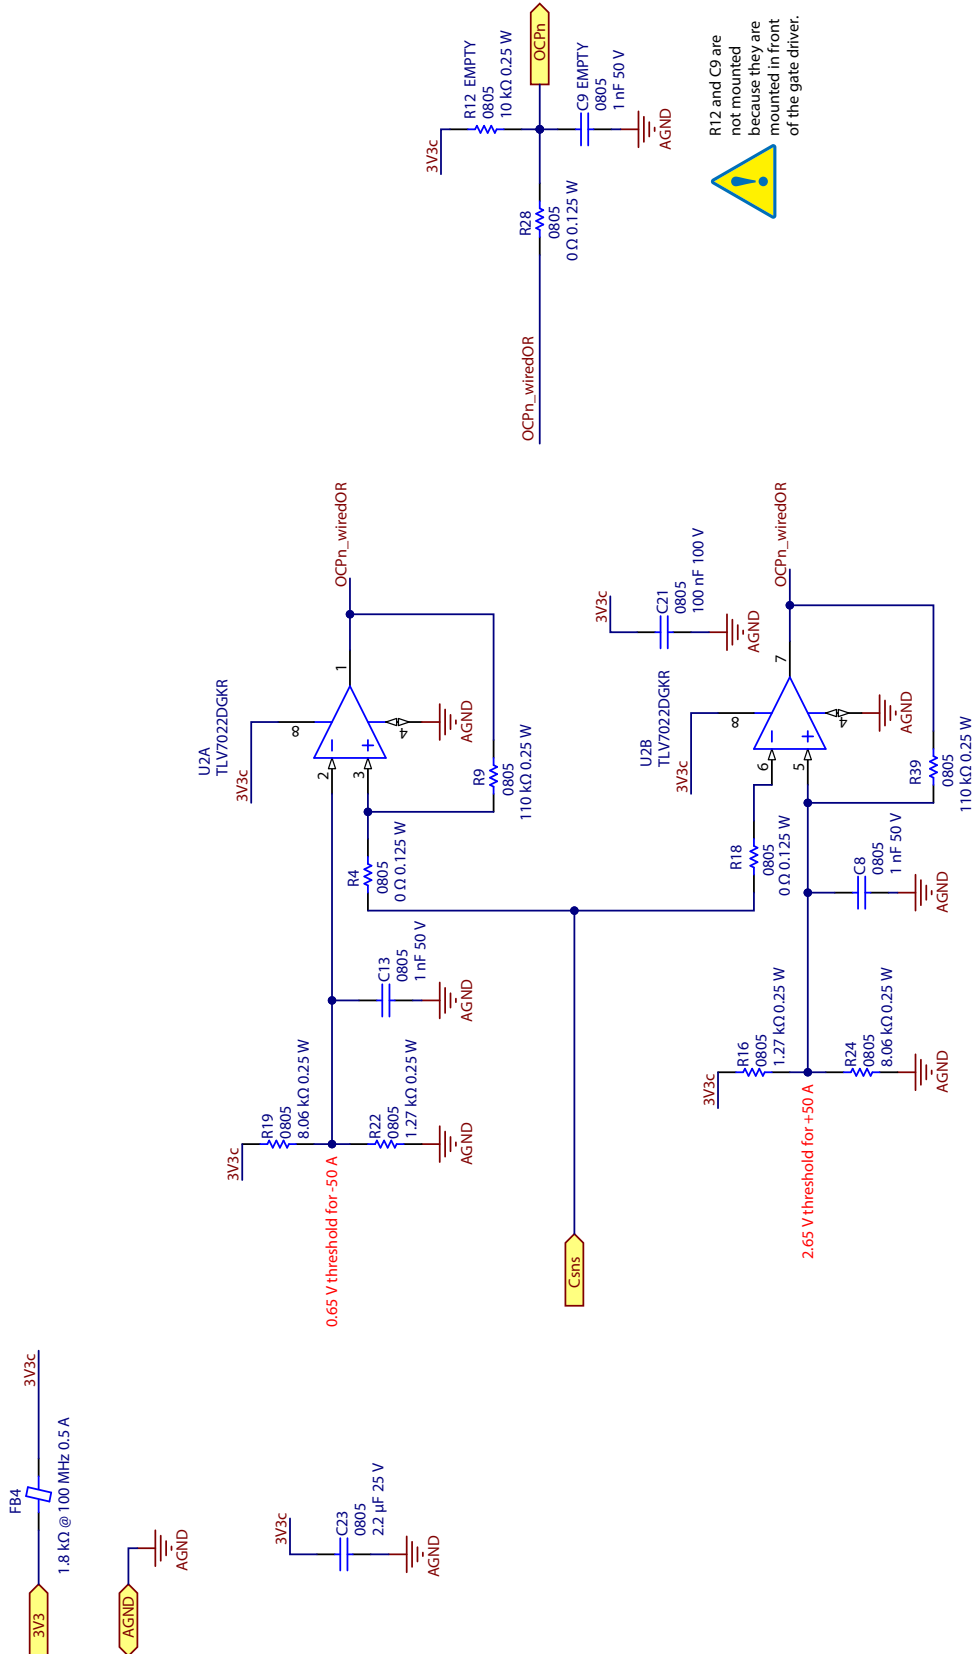 3V3
FB4
1.8 kΩ @ 100 MHz 0.5 A
3V3c
AGND
AGND
3V3c
C23
0805
2.2 µF 25 V
AGND
3V3c
R19
0805
8.06 kΩ 0.25 W
0.65 V threshold for -50 A
R22
0805
1.27 kΩ 0.25 W
AGND
C13
0805
1 nF 50 V
AGND
R4
0805
0 Ω 0.125 W
U2A
TLV7022DGKR
3V3c
8
2
3
4
1
AGND
R9
0805
110 kΩ 0.25 W
OCPn_wiredOR
Csns
3V3c
R16
0805
1.27 kΩ 0.25 W
2.65 V threshold for +50 A
R24
0805
8.06 kΩ 0.25 W
AGND
C8
0805
1 nF 50 V
AGND
R18
0805
0 Ω 0.125 W
U2B
TLV7022DGKR
3V3c
8
6
5
4
7
AGND
R39
0805
110 kΩ 0.25 W
3V3c
C21
0805
100 nF 100 V
AGND
OCPn_wiredOR
OCPn_wiredOR
R28
0805
0 Ω 0.125 W
3V3c
R12 EMPTY
0805
10 kΩ 0.25 W
OCPn
C9 EMPTY
0805
1 nF 50 V
AGND
R12 and C9 are
not mounted
because they are
mounted in front
of the gate driver.